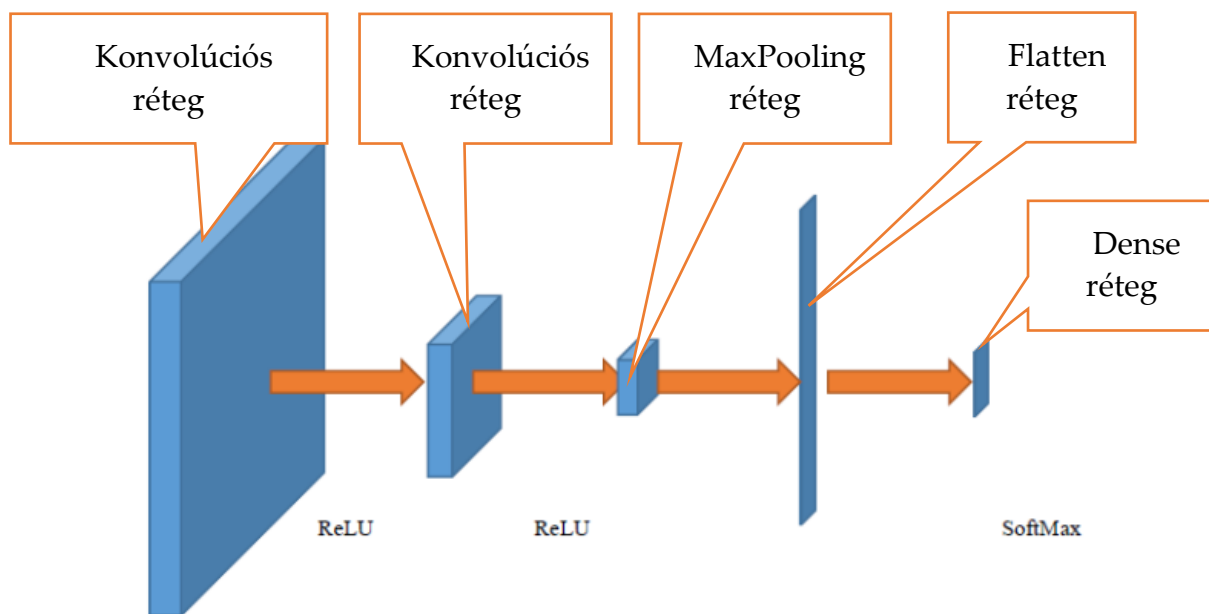 Konvolúciós
réteg
Konvolúciós
réteg
MaxPooling
réteg
Flatten
réteg
Dense
réteg
ReLU
ReLU
SoftMax